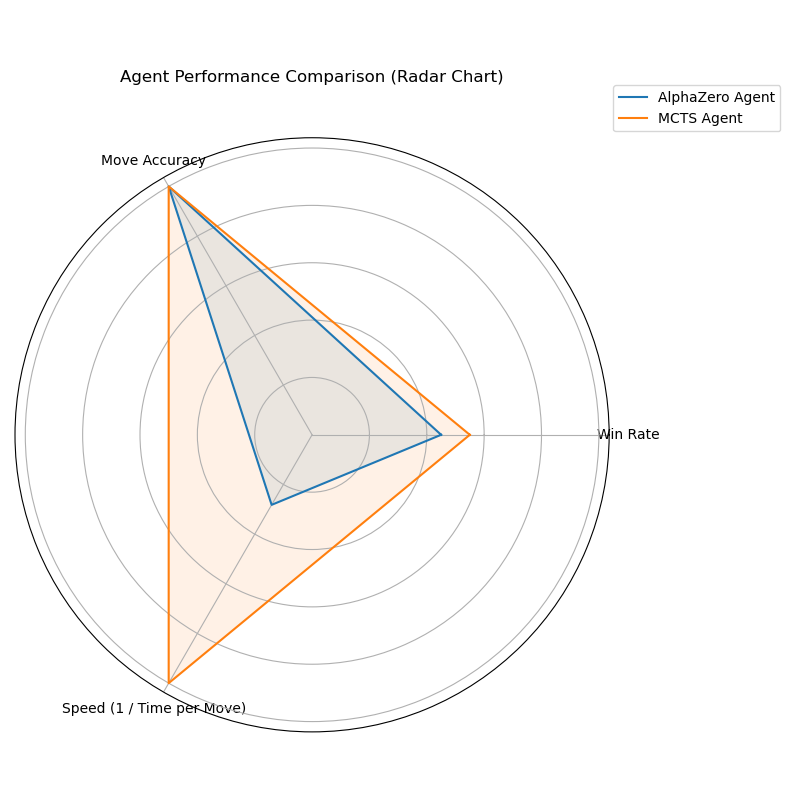 Agent Performance Comparison (Radar Chart)
AlphaZero Agent
MCTS Agent
Move Accuracy
Win Rate
Speed (1 / Time per Move)